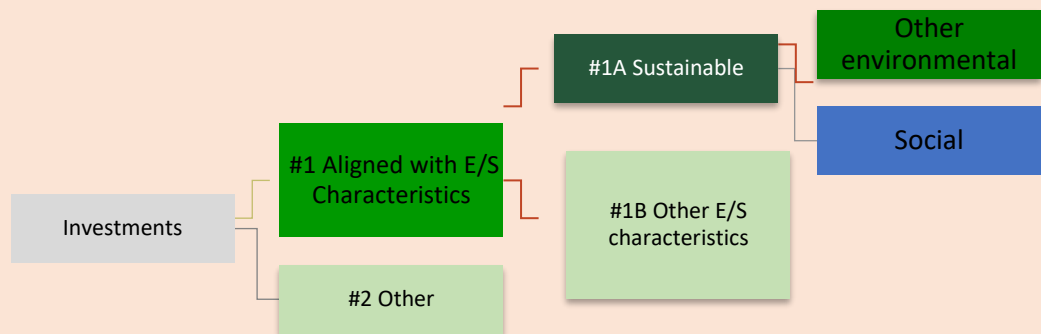 Investments
#1 Aligned with E/S
Characteristics
#2 Other
#1A Sustainable
#1B Other E/S
characteristics
Other
environmental
Social